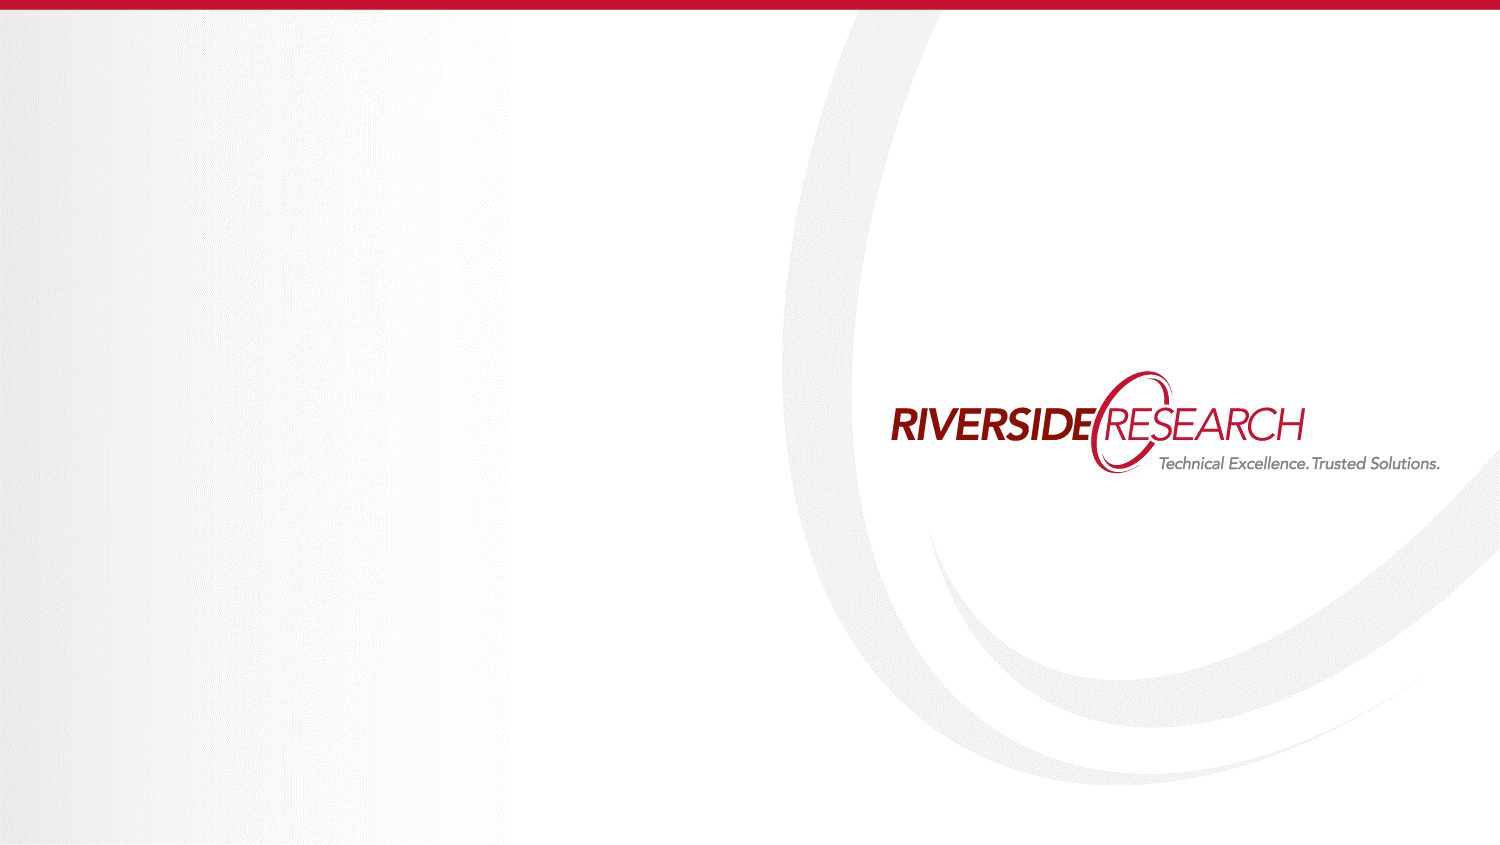 RIVERSIDE RESEARCH
Technical Excellence. Trusted Solutions.